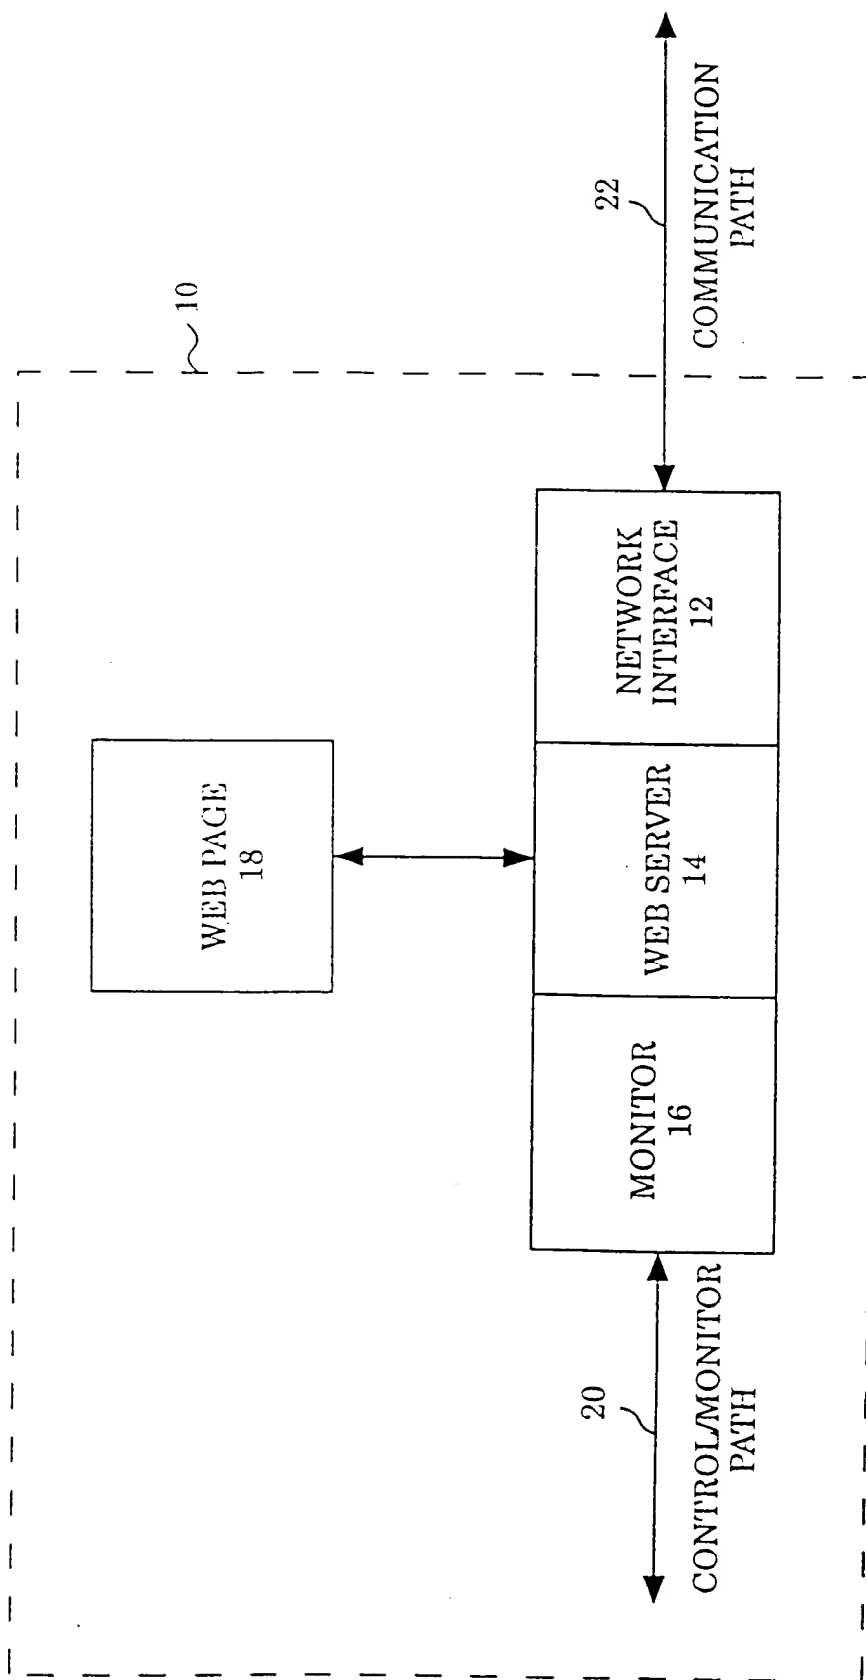 10
WEB PAGE
18
22
COMMUNICATION
PATH
MONITOR
16
WEB SERVER
14
NETWORK
INTERFACE
12
20
CONTROL/MONITOR
PATH